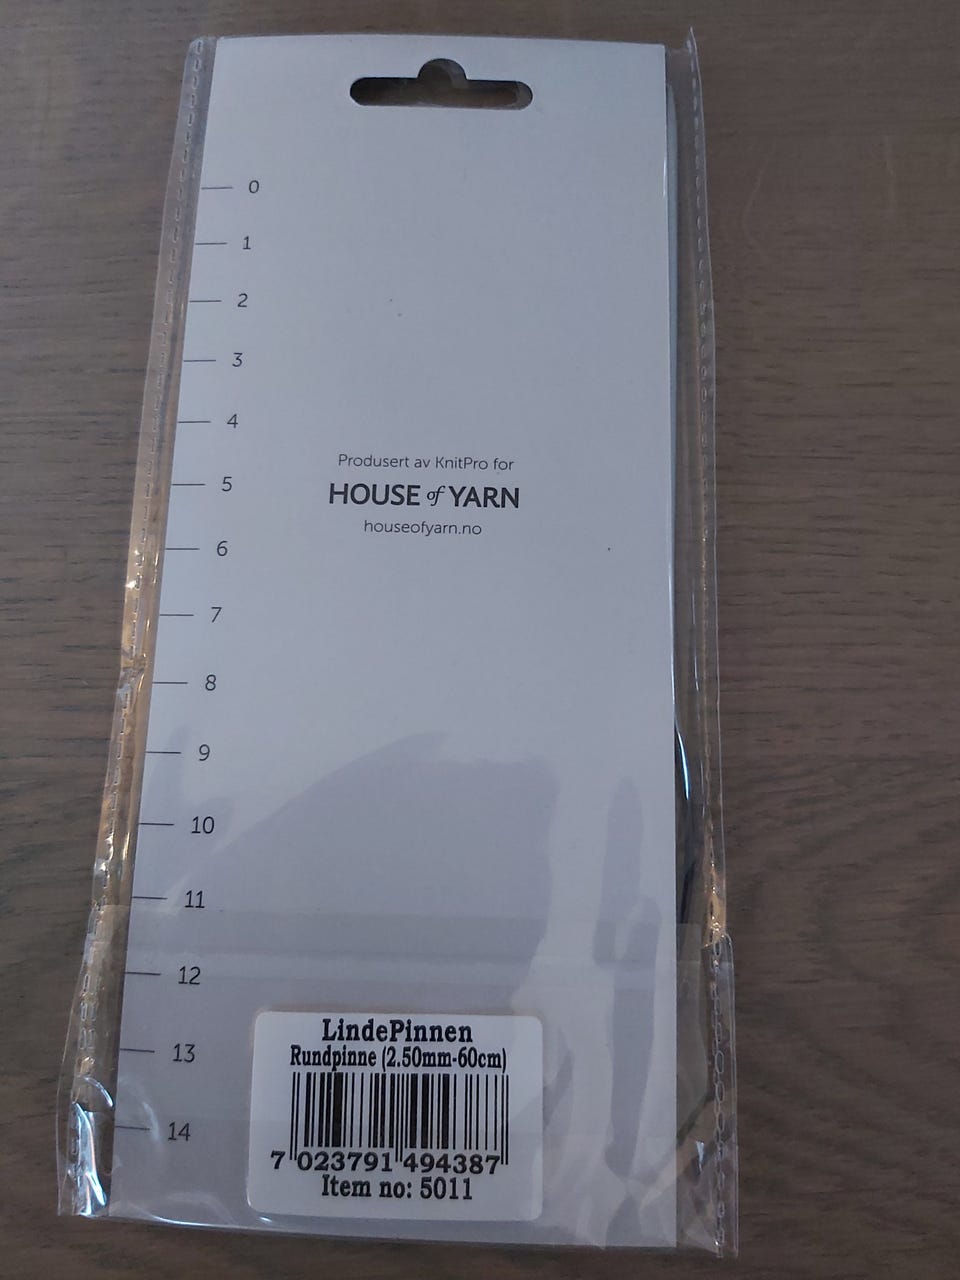 0
1
2
3
4
Produsert av KnitPro for
5
HOUSE of YARN
houseofyarn.no
6
7
8
9
10
11
12
13
14
LindePinnen
Rundpinne (2.50mm-60cm)
7 023791 494387
Item no: 5011